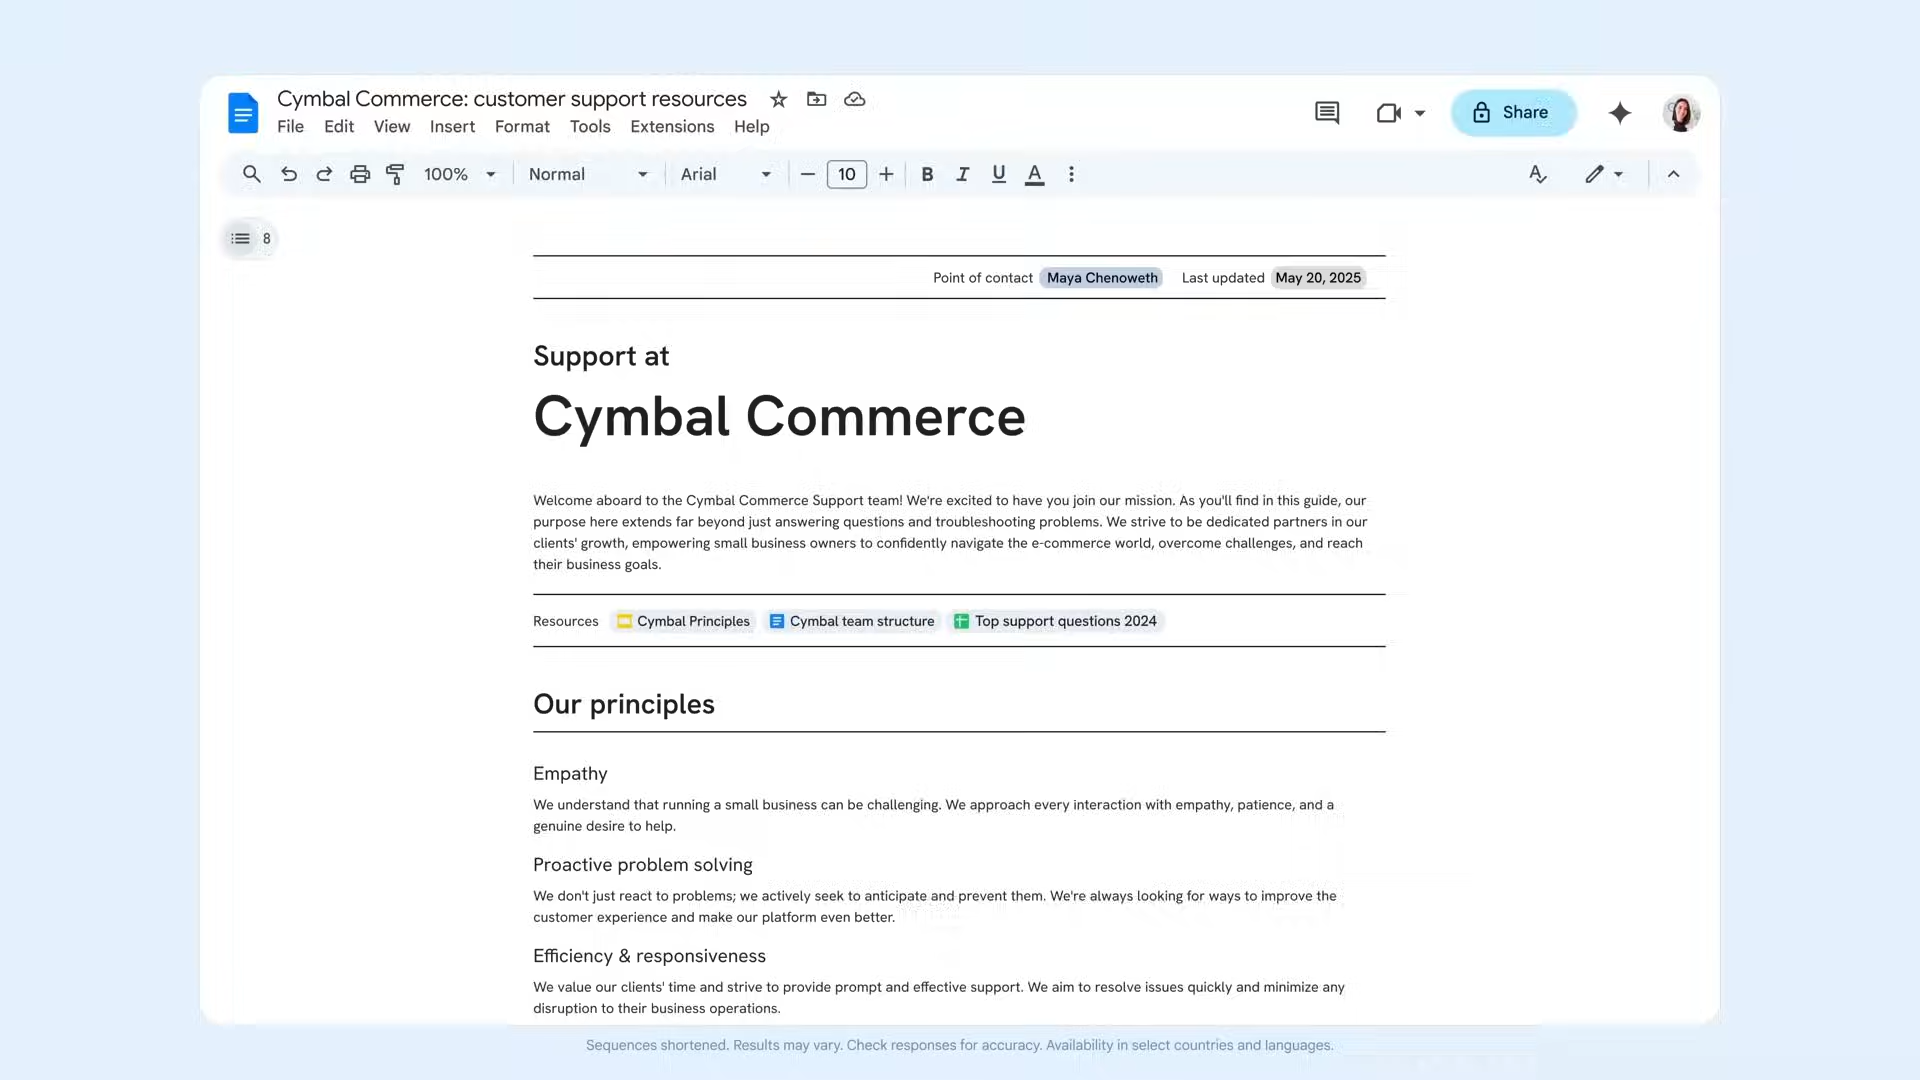 Cymbal Commerce: customer support resources
File Edit View Insert Format Tools Extensions Help
Share
100% Normal Arial 10 B I U A
8
Point of contact Maya Chenoweth Last updated May 20, 2025
Support at
Cymbal Commerce
Welcome aboard to the Cymbal Commerce Support team! We're excited to have you join our mission. As you'll find in this guide, our
purpose here extends far beyond just answering questions and troubleshooting problems. We strive to be dedicated partners in our
clients' growth, empowering small business owners to confidently navigate the e-commerce world, overcome challenges, and reach
their business goals.
Resources Cymbal Principles Cymbal team structure Top support questions 2024
Our principles
Empathy
We understand that running a small business can be challenging. We approach every interaction with empathy, patience, and a
genuine desire to help.
Proactive problem solving
We don't just react to problems; we actively seek to anticipate and prevent them. We're always looking for ways to improve the
customer experience and make our platform even better.
Efficiency & responsiveness
We value our clients' time and strive to provide prompt and effective support. We aim to resolve issues quickly and minimize any
disruption to their business operations.
Sequences shortened. Results may vary. Check responses for accuracy. Availability in select countries and languages.